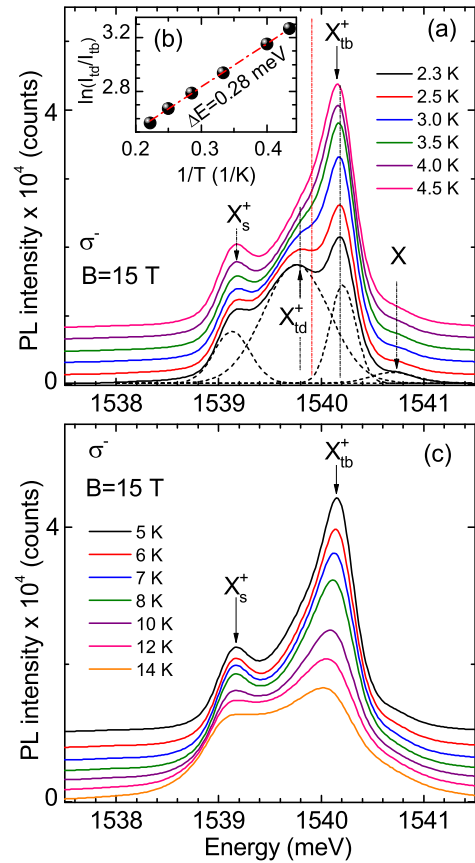 (a)
X_tb^+
(b)
3.2
2.8
ln(I_td/I_tb)
ΔE=0.28 meV
0.2 0.3 0.4
1/T (1/K)
2.3 K
2.5 K
3.0 K
3.5 K
4.0 K
4.5 K
4
0
PL intensity x 10^4 (counts)
X_s^+
σ^-
B=15 T
X_td^+
X
1538 1539 1540 1541
(c)
σ^-
X_tb^+
B=15 T
X_s^+
5 K
6 K
7 K
8 K
10 K
12 K
14 K
4
0
PL intensity x 10^4 (counts)
1538 1539 1540 1541
Energy (meV)